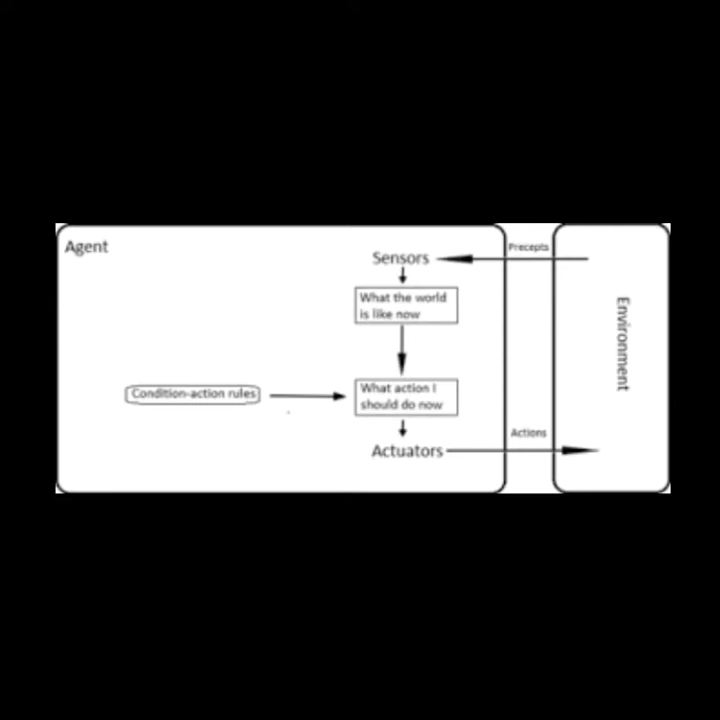 Agent
Precepts
Sensors
What the world
is like now
Environment
Condition-action rules
What action I
should do now
Actions
Actuators